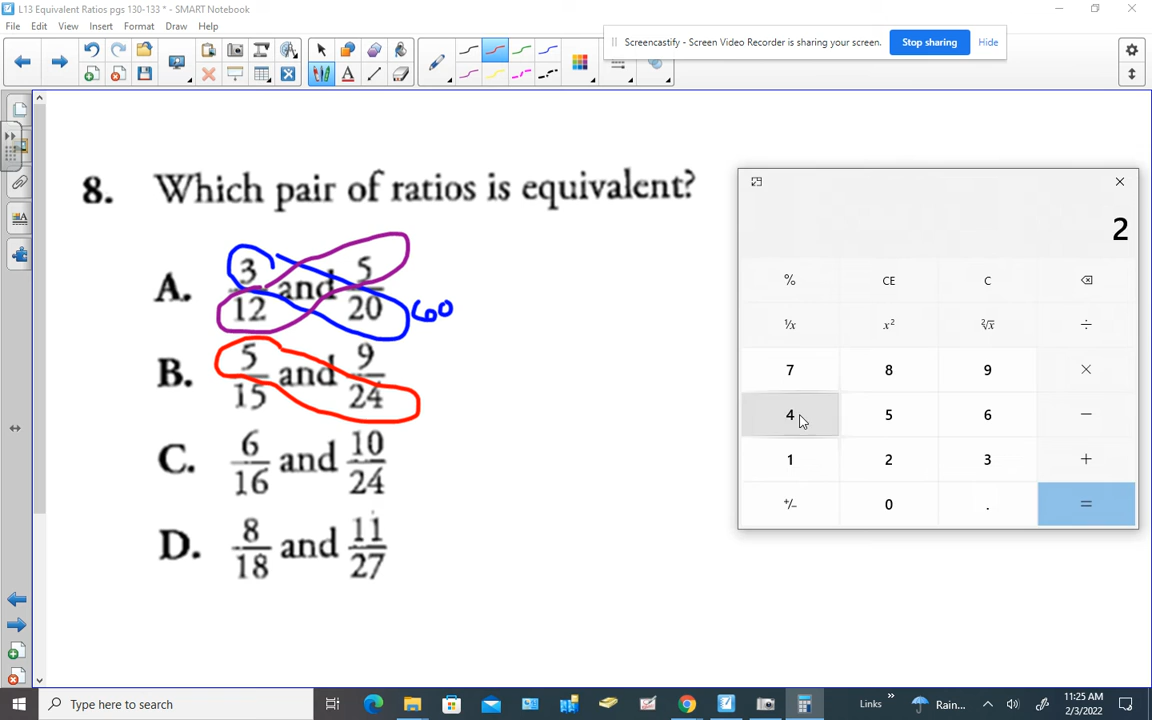 L13 Equivalent Ratios pgs 130-133 * - SMART Notebook
File Edit View Insert Format Draw Help
Screencastify - Screen Video Recorder is sharing your screen. Stop sharing Hide
8. Which pair of ratios is equivalent?
A. 3/12 and 5/20 60
B. 5/15 and 9/24
C. 6/16 and 10/24
D. 8/18 and 11/27
2
% CE C
1/x x² ²√x ÷
7 8 9 ×
4 5 6 −
1 2 3 +
+/− 0 . =
Type here to search
Links » Rain... 11:25 AM
2/3/2022